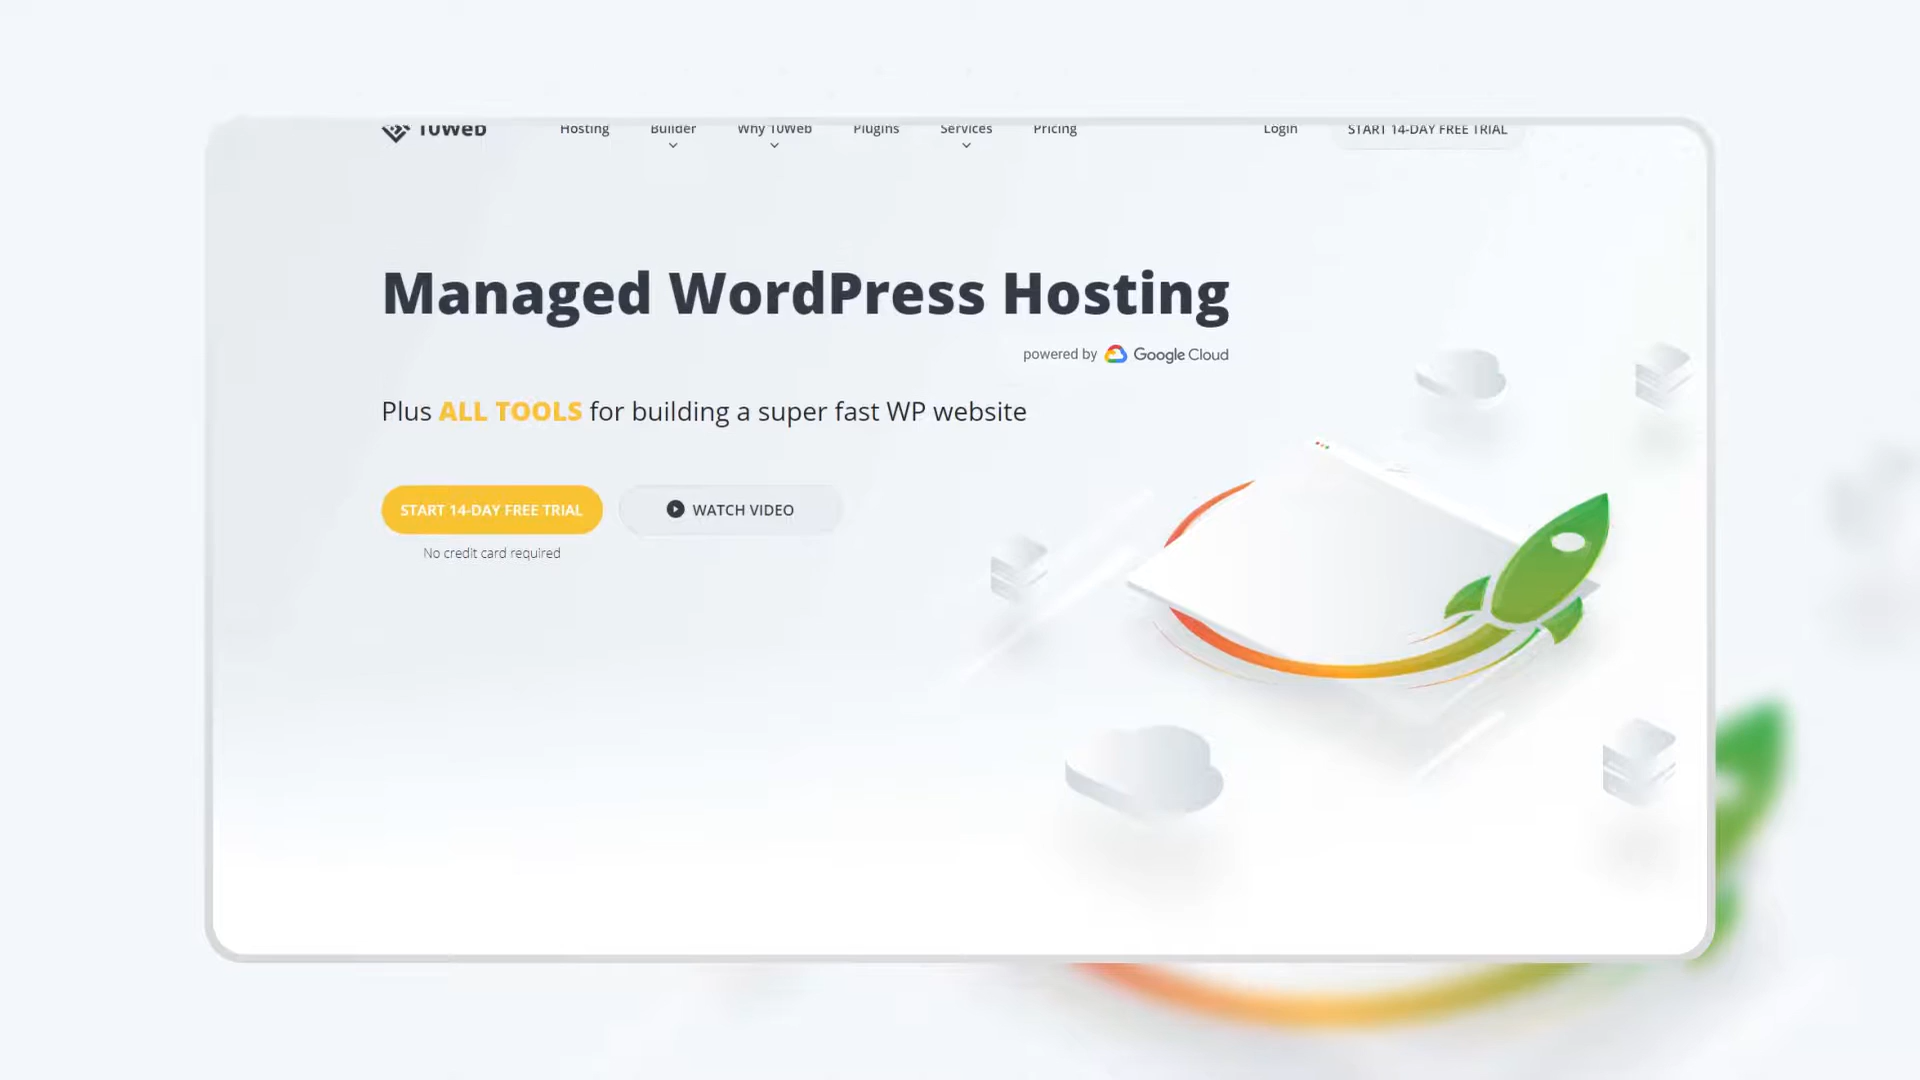 10Web
Hosting Builder Why 10Web Plugins Services Pricing Login START 14-DAY FREE TRIAL
Managed WordPress Hosting
powered by Google Cloud
Plus ALL TOOLS for building a super fast WP website
START 14-DAY FREE TRIAL WATCH VIDEO
No credit card required